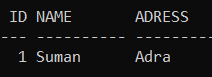 ID NAME       ADRESS
--- ---------- ----------
  1 Suman      Adra